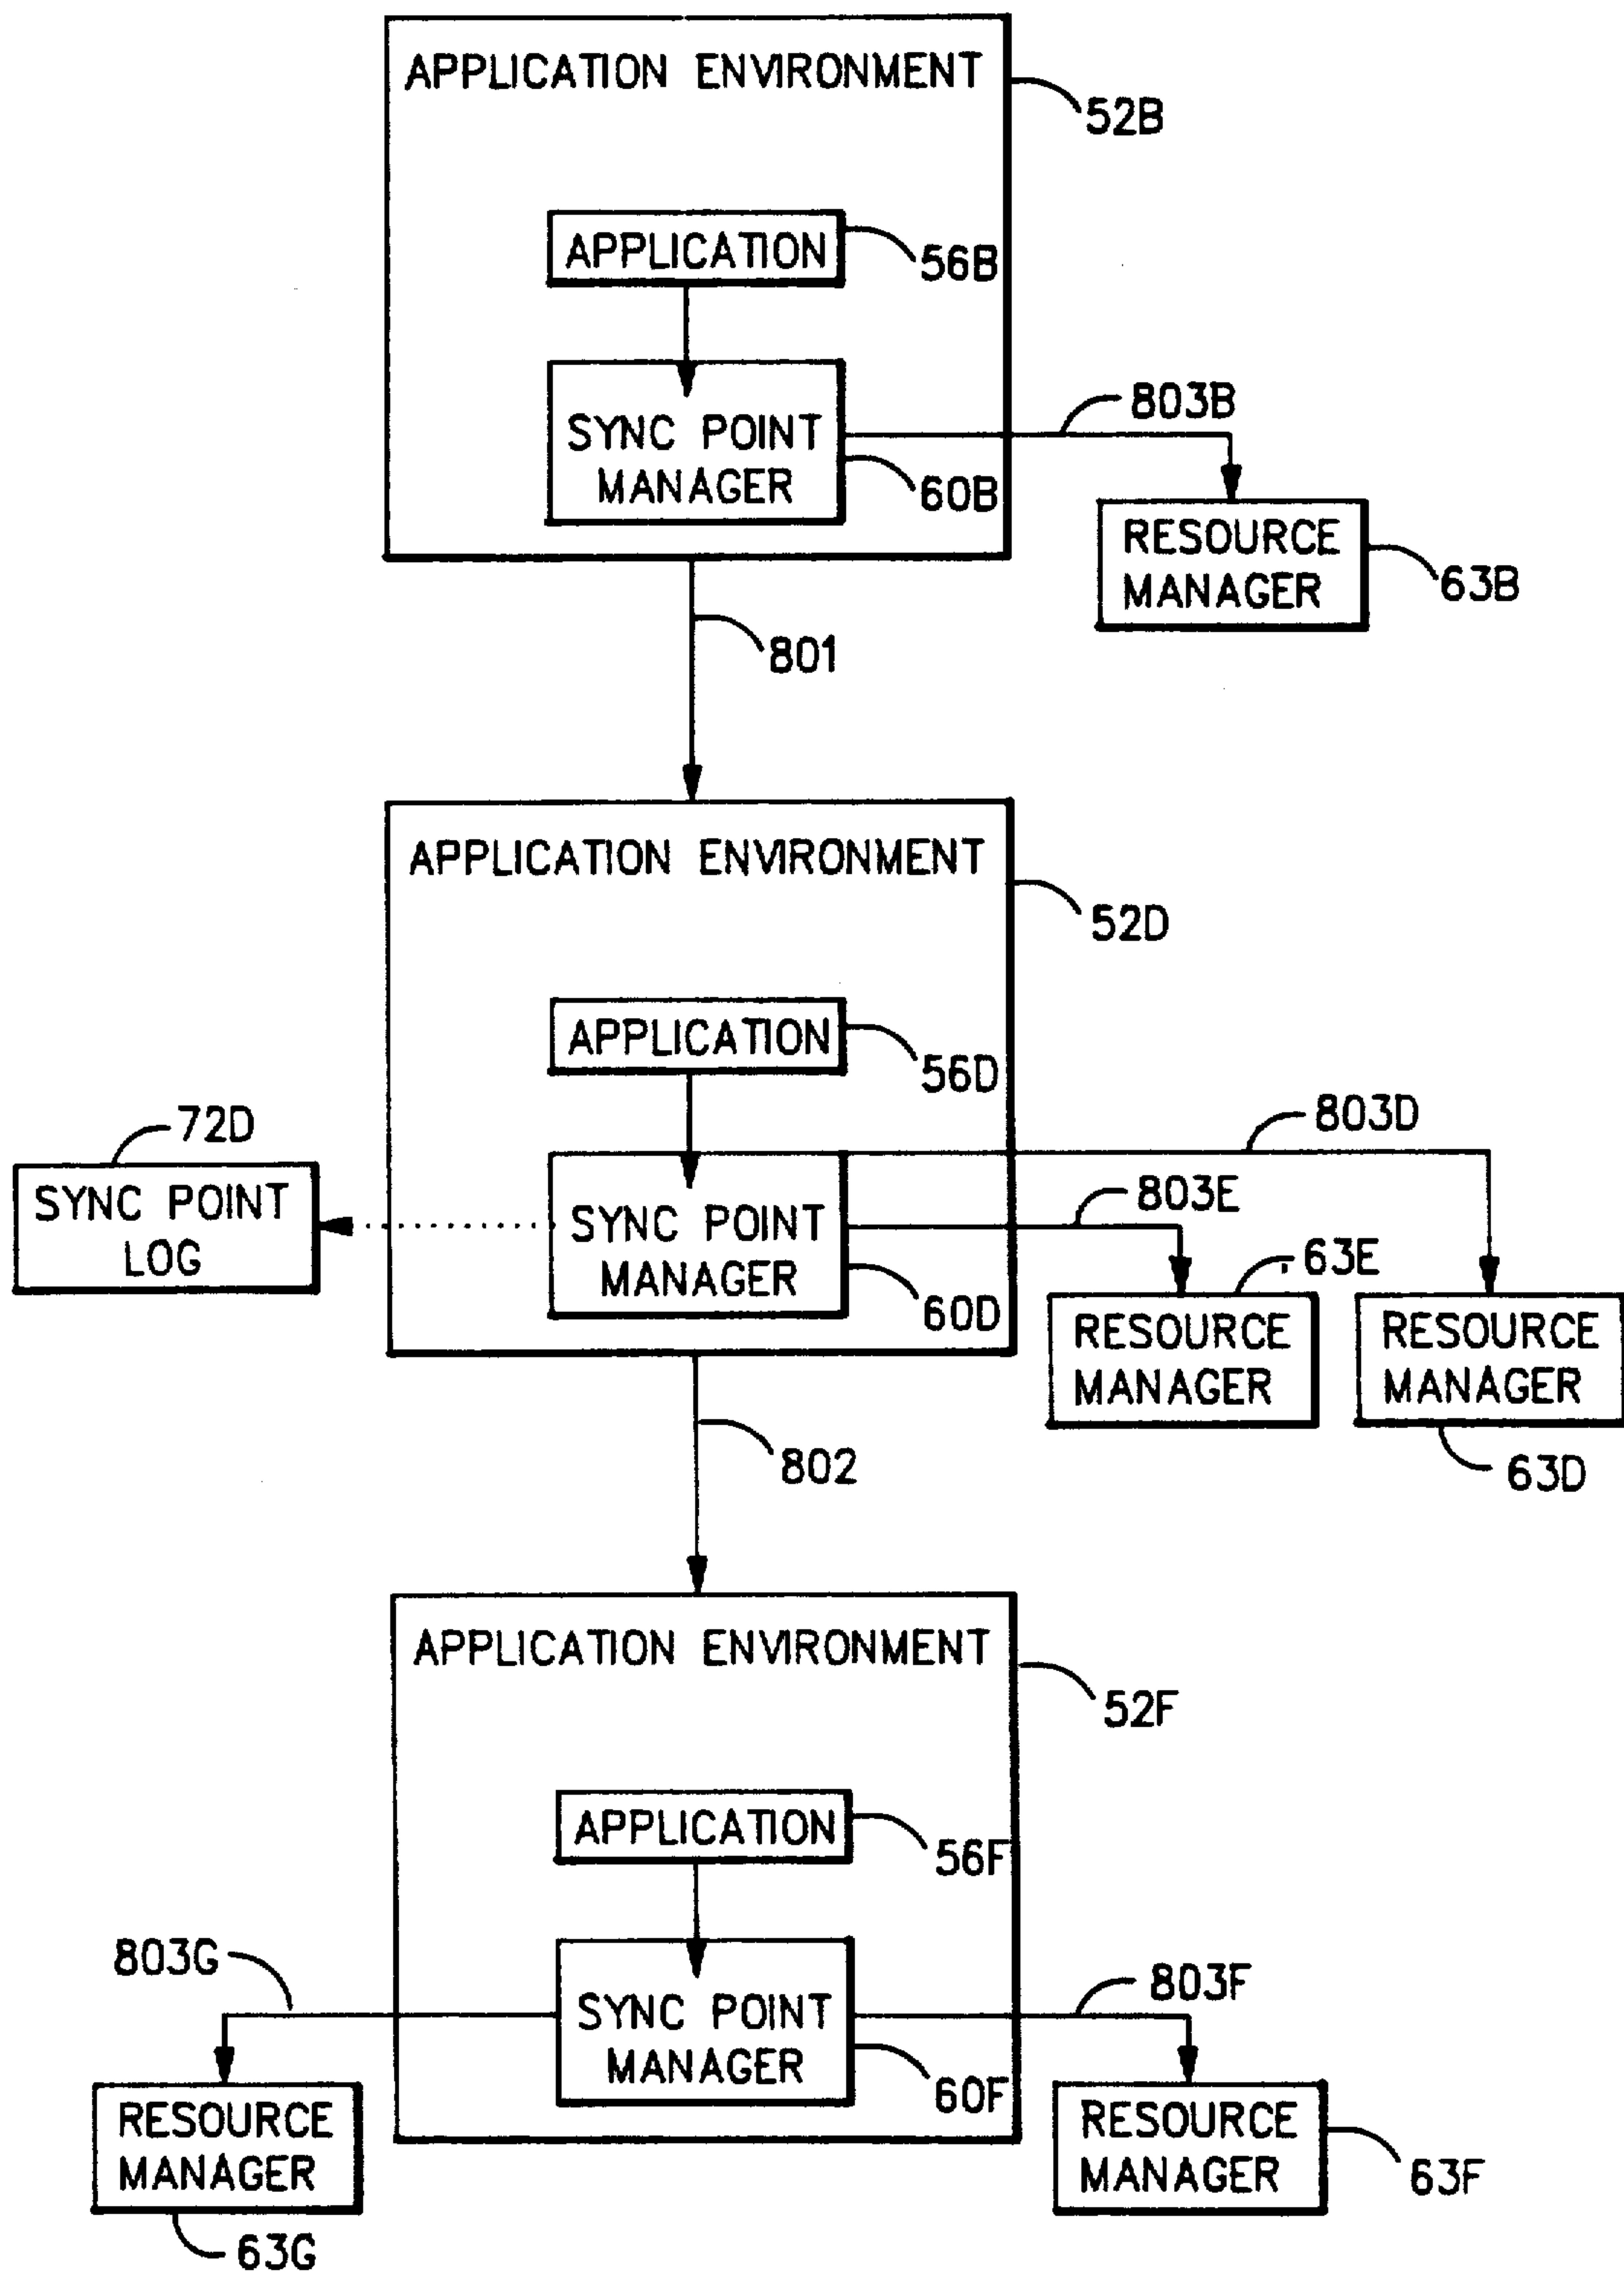 APPLICATION ENVIRONMENT
52B
APPLICATION
56B
803B
SYNC POINT
MANAGER
60B
RESOURCE
MANAGER
63B
801
APPLICATION ENVIRONMENT
52D
APPLICATION
56D
72D
803D
SYNC POINT
LOG
803E
SYNC POINT
MANAGER
63E
60D
RESOURCE
MANAGER
RESOURCE
MANAGER
802
63D
APPLICATION ENVIRONMENT
52F
APPLICATION
56F
803G
803F
SYNC POINT
MANAGER
60F
RESOURCE
MANAGER
RESOURCE
MANAGER
63F
63G